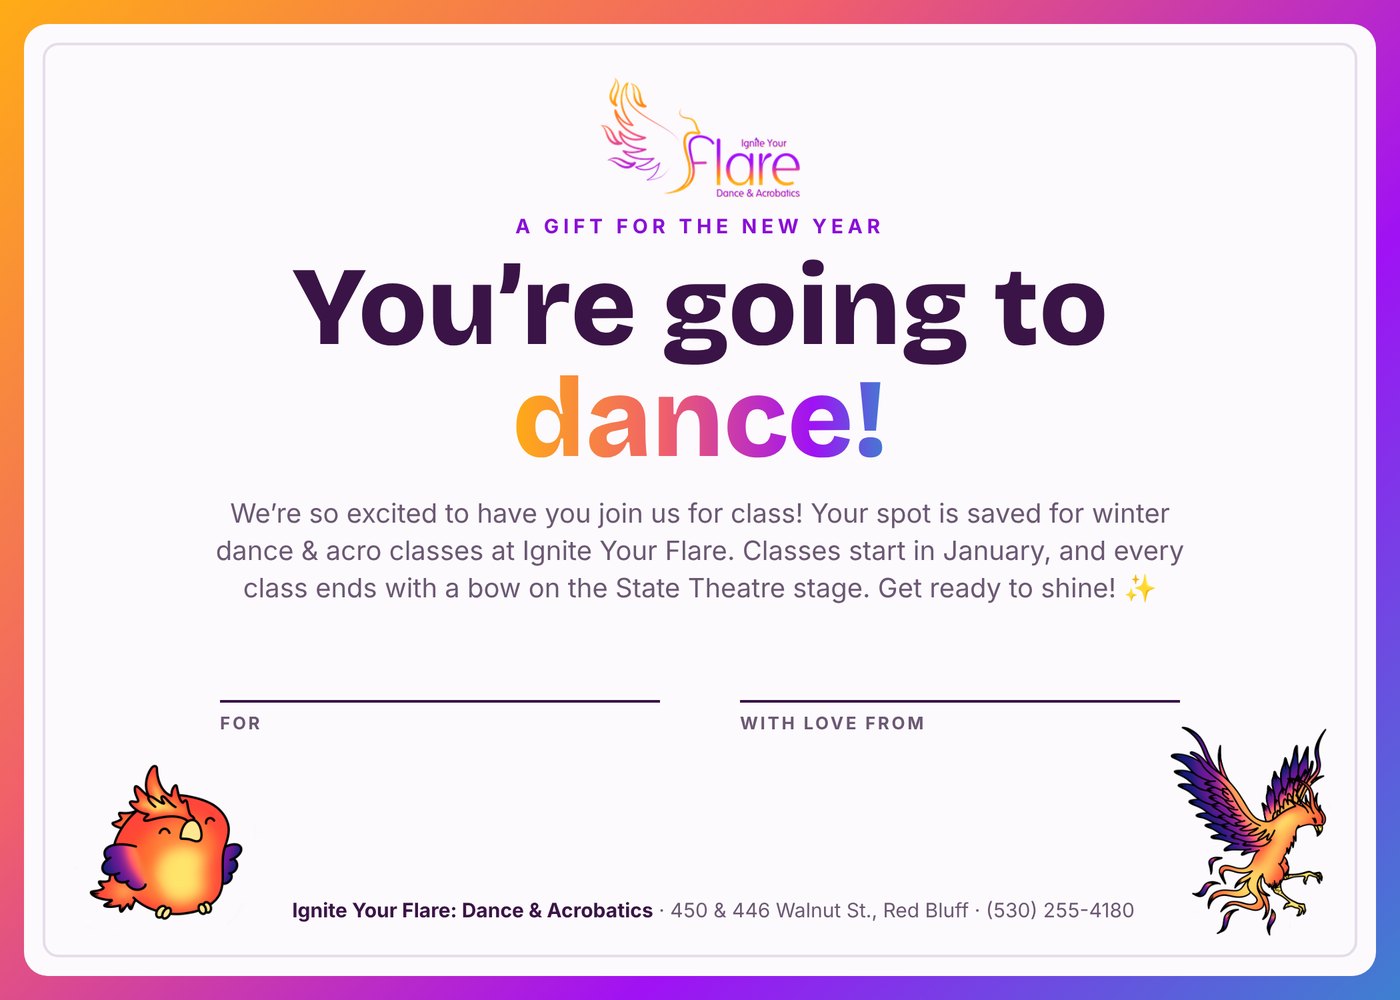 Ignite Your
Flare
Dance & Acrobatics
A GIFT FOR THE NEW YEAR
You’re going to
dance!
We’re so excited to have you join us for class! Your spot is saved for winter
dance & acro classes at Ignite Your Flare. Classes start in January, and every
class ends with a bow on the State Theatre stage. Get ready to shine! ✨
FOR
WITH LOVE FROM
Ignite Your Flare: Dance & Acrobatics · 450 & 446 Walnut St., Red Bluff · (530) 255-4180